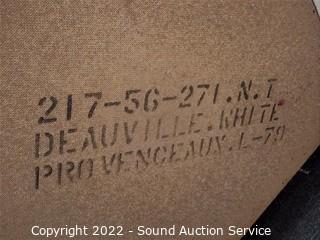 217-56-271.N.T.
DEAUVILLE.WHITE
PROVENCEAUX.L-79
Copyright 2022 - Sound Auction Service